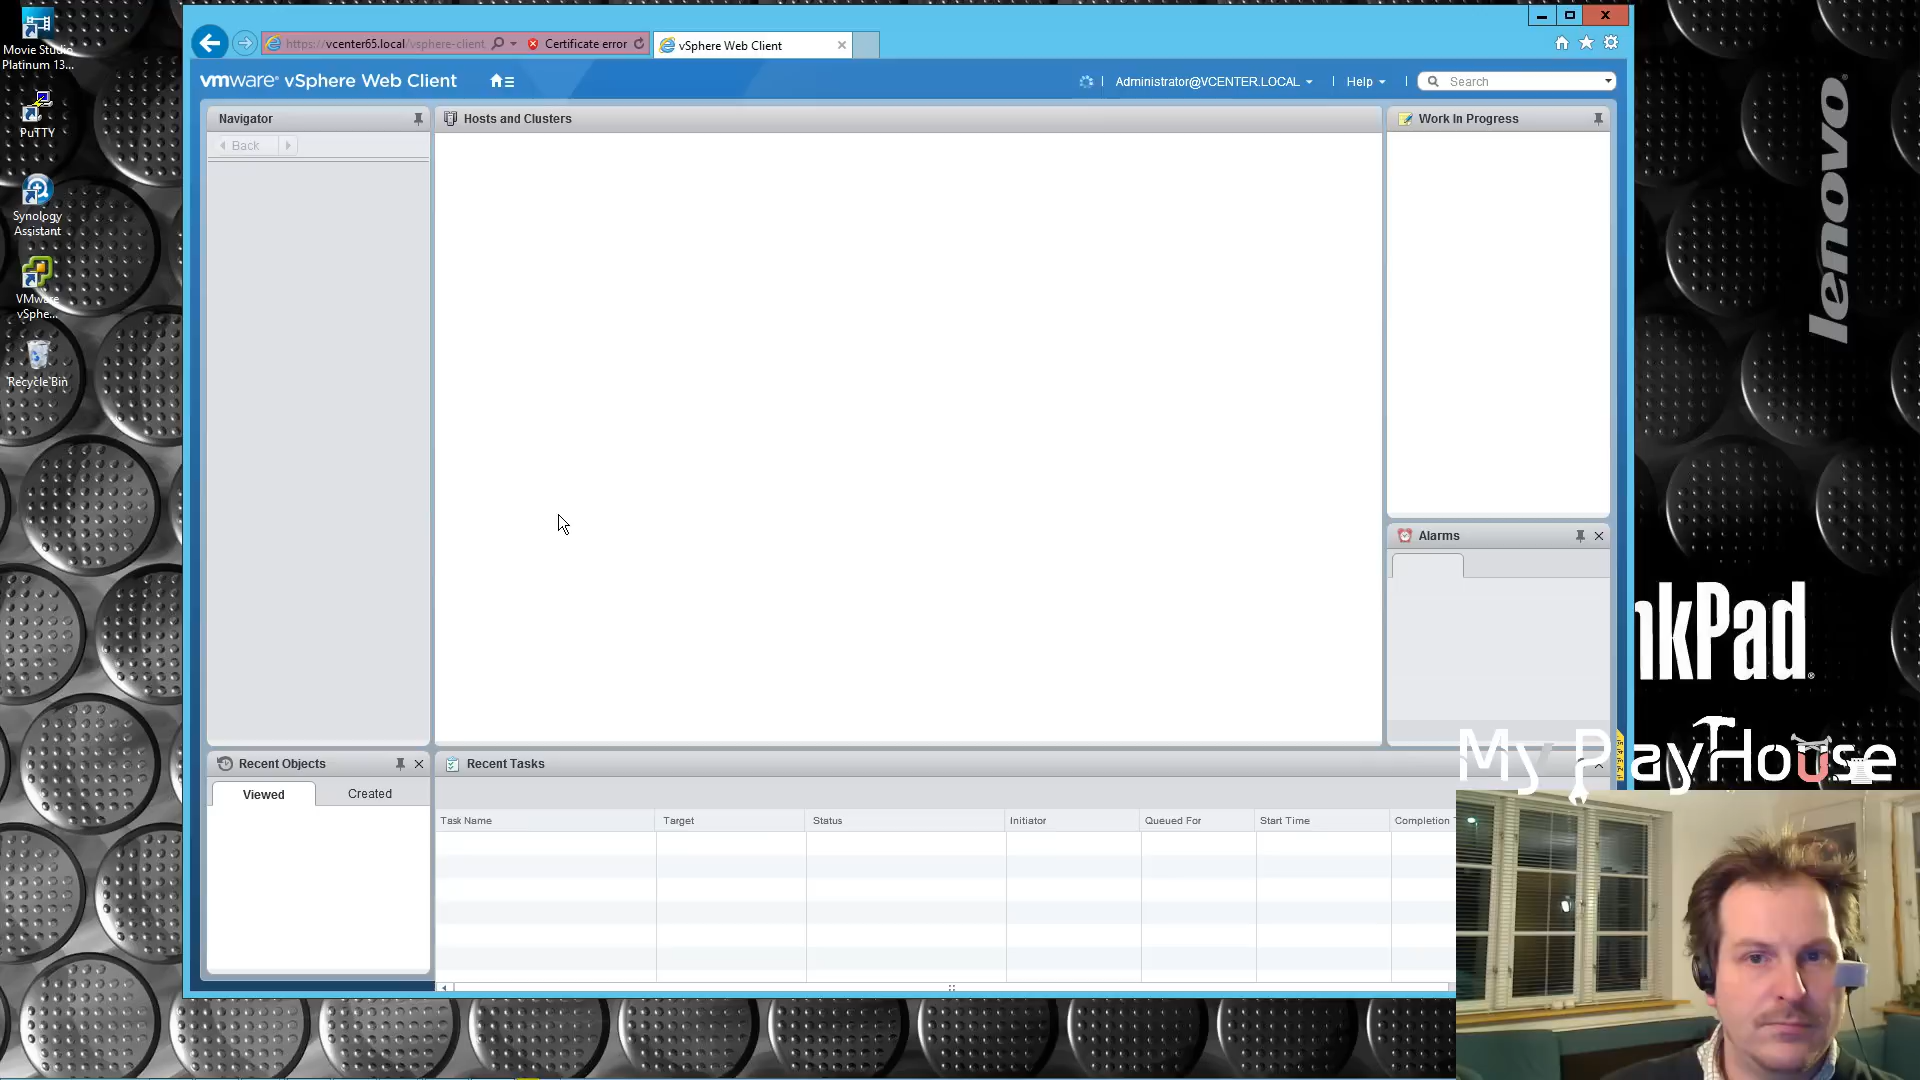 Movie Studio
Platinum 13...
PuTTY
Synology
Assistant
VMware
vSphe...
Recycle Bin
https://vcenter65.local/vsphere-client
Certificate error
vSphere Web Client
vmware® vSphere Web Client
Administrator@VCENTER.LOCAL
Help
Search
Navigator
Back
Hosts and Clusters
Work In Progress
Alarms
Recent Objects
Viewed
Created
Recent Tasks
Task Name
Target
Status
Initiator
Queued For
Start Time
Completion
lenovo
nkPad®
My PlayHouse